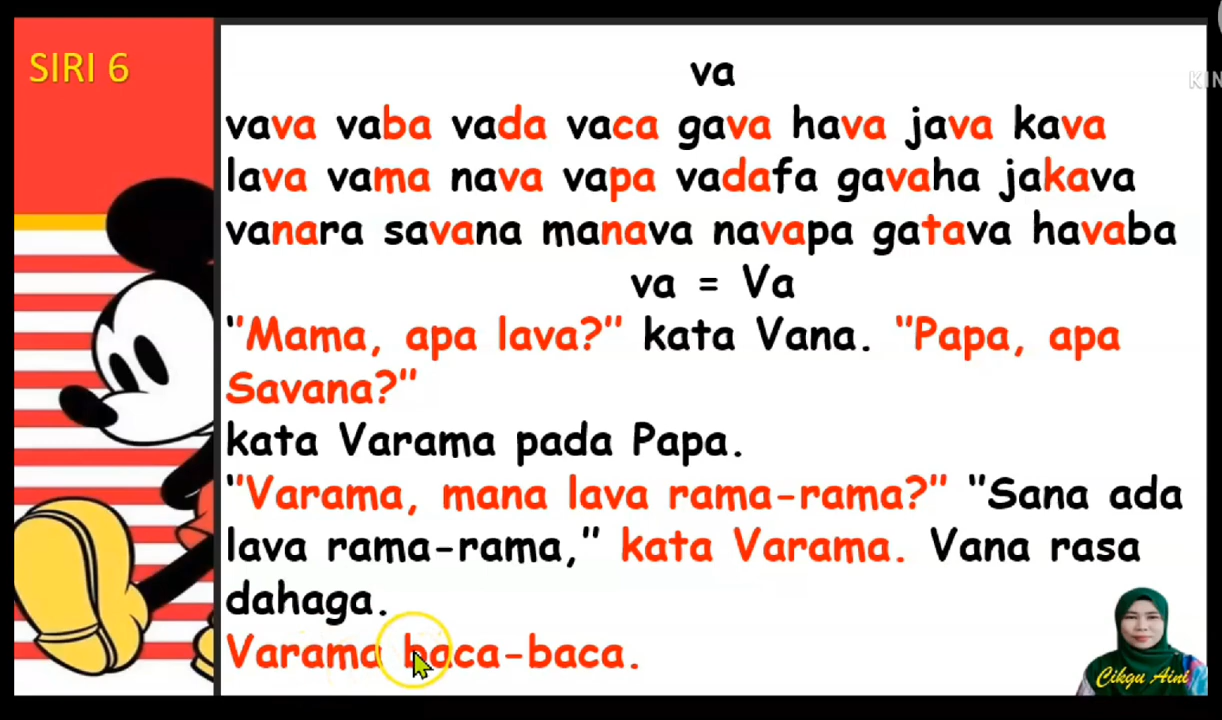 SIRI 6
va
KIN
vava vaba vada vaca gava hava java kava
lava vama nava vapa vadafa gavaha jakava
vanara savana manava navapa gatava havaba
va = Va
"Mama, apa lava?" kata Vana. "Papa, apa
Savana?"
kata Varama pada Papa.
"Varama, mana lava rama-rama?" "Sana ada
lava rama-rama," kata Varama. Vana rasa
dahaga.
Varama baca-baca.
Cikgu Aini